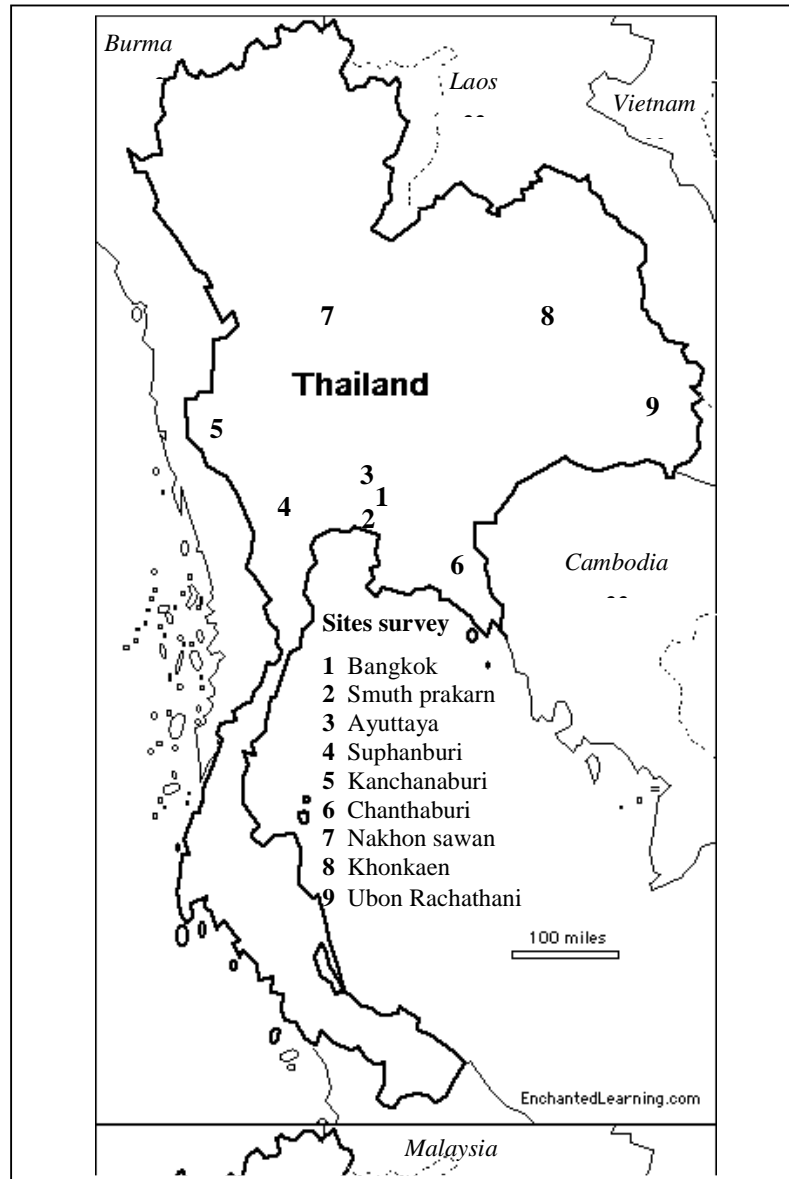 Burma
Laos
Vietnam
7
8
Thailand
9
5
3
1
4
2
6
Cambodia
Sites survey
1 Bangkok
2 Smuth prakarn
3 Ayuttaya
4 Suphanburi
5 Kanchanaburi
6 Chanthaburi
7 Nakhon sawan
8 Khonkaen
9 Ubon Rachathani
100 miles
EnchantedLearning.com
Malaysia